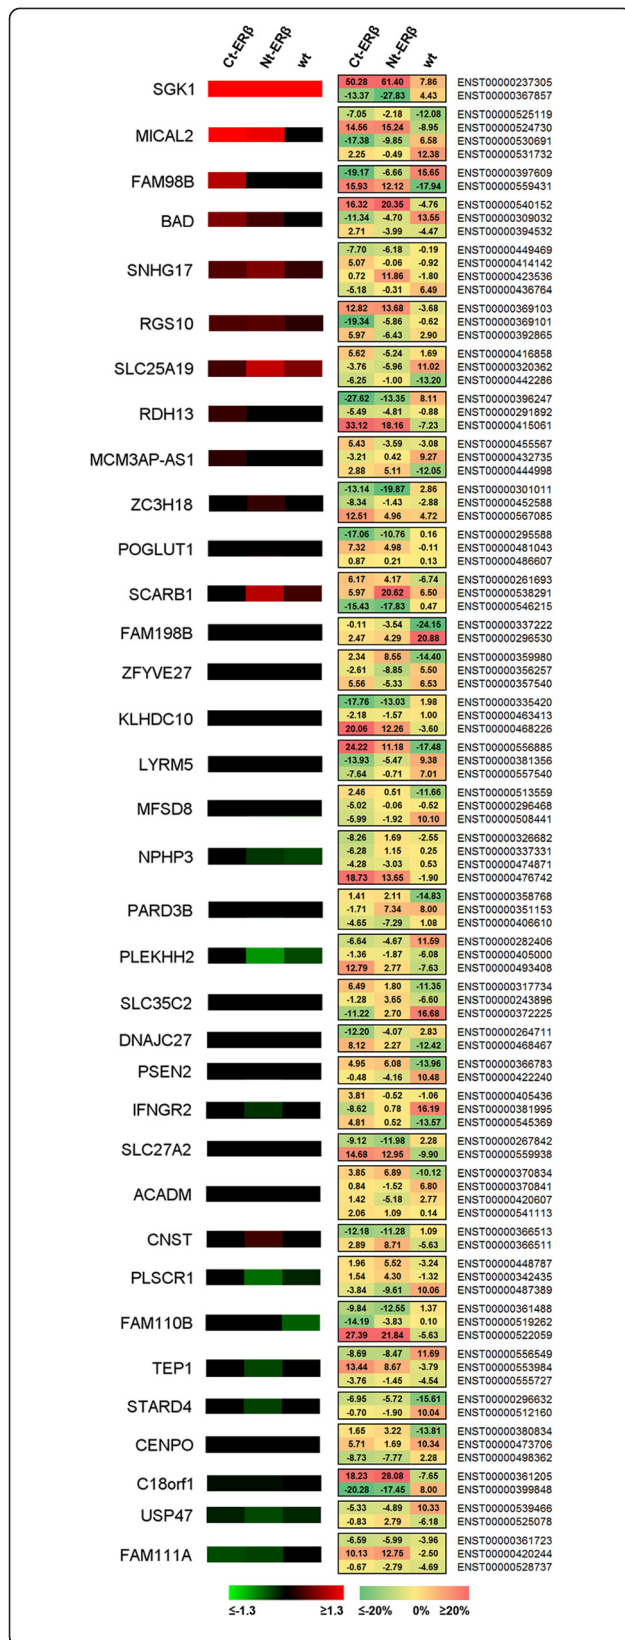 Ct-ERβ Nt-ERβ wt Ct-ERβ Nt-ERβ wt
SGK1
50.28 61.40 7.86 ENST00000237305
-13.37 -27.83 4.43 ENST00000367857
MICAL2
-7.05 -2.18 -12.08 ENST00000525119
14.56 15.24 -8.95 ENST00000524730
-17.38 -9.85 6.58 ENST00000530691
2.25 -0.49 12.38 ENST00000531732
FAM98B
-19.17 -6.66 15.65 ENST00000397609
15.93 12.12 -17.94 ENST00000559431
BAD
16.32 20.35 -4.76 ENST00000540152
-11.34 -4.70 13.55 ENST00000309032
2.71 -3.99 -4.47 ENST00000394532
SNHG17
-7.70 -6.18 -0.19 ENST00000449469
5.07 -0.06 -0.92 ENST00000414142
0.72 11.86 -1.80 ENST00000423536
-5.18 -0.31 6.49 ENST00000436764
RGS10
12.82 13.68 -3.68 ENST00000369103
-19.34 -5.86 -0.62 ENST00000369101
5.97 -6.43 2.90 ENST00000392865
SLC25A19
5.62 -5.24 1.69 ENST00000416858
-3.76 -5.96 11.02 ENST00000320362
-6.25 -1.00 -13.20 ENST00000442286
RDH13
-27.62 -13.35 8.11 ENST00000396247
-5.49 -4.81 -0.88 ENST00000291892
33.12 18.16 -7.23 ENST00000415061
MCM3AP-AS1
5.43 -3.59 -3.08 ENST00000455567
-3.21 0.42 9.27 ENST00000432735
2.88 5.11 -12.05 ENST00000444998
ZC3H18
-13.14 -19.87 2.86 ENST00000301011
-8.34 -1.43 -2.88 ENST00000452588
12.51 4.96 4.72 ENST00000567085
POGLUT1
-17.06 -10.76 0.16 ENST00000295588
7.32 4.98 -0.11 ENST00000481043
0.87 0.21 0.13 ENST00000486607
SCARB1
6.17 4.17 -6.74 ENST00000261693
5.97 20.62 6.50 ENST00000538291
-15.43 -17.83 0.47 ENST00000546215
FAM198B
-0.11 -3.54 -24.15 ENST00000337222
2.47 4.29 20.88 ENST00000296530
ZFYVE27
2.34 8.55 -14.40 ENST00000359980
-2.61 -8.85 5.50 ENST00000356257
5.56 -5.33 6.53 ENST00000357540
KLHDC10
-17.76 -13.03 1.98 ENST00000335420
-2.18 -1.57 1.00 ENST00000463413
20.06 12.26 -3.60 ENST00000468226
LYRM5
24.22 11.18 -17.48 ENST00000556885
-13.93 -5.47 9.38 ENST00000381356
-7.64 -0.71 7.01 ENST00000557540
MFSD8
2.46 0.51 -11.66 ENST00000513559
-5.02 -0.06 -0.52 ENST00000296468
-5.99 -1.92 10.10 ENST00000508441
NPHP3
-8.26 1.69 -2.55 ENST00000326682
-6.28 1.15 0.25 ENST00000337331
-4.28 -3.03 0.53 ENST00000474871
18.73 13.65 -1.90 ENST00000476742
PARD3B
1.41 2.11 -14.83 ENST00000358768
-1.71 7.34 8.00 ENST00000351153
-4.65 -7.29 1.08 ENST00000406610
PLEKHH2
-6.64 -4.67 11.59 ENST00000282406
-1.36 -1.87 -6.08 ENST00000405000
12.79 2.77 -7.63 ENST00000493408
SLC35C2
6.49 1.80 -11.35 ENST00000317734
-1.28 3.65 -6.60 ENST00000243896
-11.22 2.70 16.68 ENST00000372225
DNAJC27
-12.20 -4.07 2.83 ENST00000264711
8.12 2.27 -12.42 ENST00000468467
PSEN2
4.95 6.08 -13.96 ENST00000366783
-0.48 -4.16 10.48 ENST00000422240
IFNGR2
3.81 -0.52 -1.06 ENST00000405436
-8.62 0.78 16.19 ENST00000381995
4.81 0.52 -13.57 ENST00000545369
SLC27A2
-9.12 -11.98 2.28 ENST00000267842
14.68 12.95 -9.90 ENST00000559938
ACADM
3.85 6.89 -10.12 ENST00000370834
0.84 -1.52 6.80 ENST00000370841
1.42 -5.18 2.77 ENST00000420607
2.06 1.09 0.14 ENST00000541113
CNST
-12.18 -11.28 1.09 ENST00000366513
2.89 8.71 -5.63 ENST00000366511
PLSCR1
1.96 5.52 -3.24 ENST00000448787
1.54 4.30 -1.32 ENST00000342435
-3.84 -9.61 10.06 ENST00000487389
FAM110B
-9.84 -12.55 1.37 ENST00000361488
-14.19 -3.83 0.10 ENST00000519262
27.39 21.84 -5.63 ENST00000522059
TEP1
-8.69 -8.47 11.69 ENST00000556549
13.44 8.67 -3.79 ENST00000553984
-3.76 -1.45 -4.54 ENST00000555727
STARD4
-6.95 -5.72 -15.61 ENST00000296632
-0.70 -1.90 10.04 ENST00000512160
CENPO
1.65 3.22 -13.81 ENST00000380834
5.71 1.69 10.34 ENST00000473706
-8.73 -7.77 2.28 ENST00000498362
C18orf1
18.23 28.08 -7.65 ENST00000361205
-20.28 -17.45 8.00 ENST00000399848
USP47
-5.33 -4.89 10.33 ENST00000539466
-0.83 2.79 -6.18 ENST00000525078
FAM111A
-6.59 -5.99 -3.96 ENST00000361723
10.13 12.75 -2.50 ENST00000420244
-0.67 -2.79 -4.69 ENST00000528737
≤-1.3 ≥1.3 ≤-20% 0% ≥20%